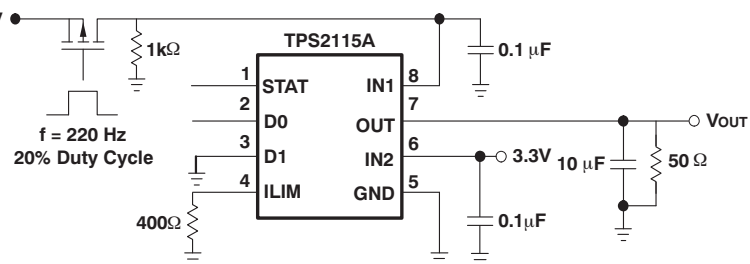 TPS2115A
1kΩ
0.1 μF
f = 220 Hz
20% Duty Cycle
1
STAT
IN1
8
2
D0
7
OUT
VOUT
3
D1
6
IN2
3.3V
10 μF
50 Ω
4
ILIM
5
GND
400Ω
0.1μF